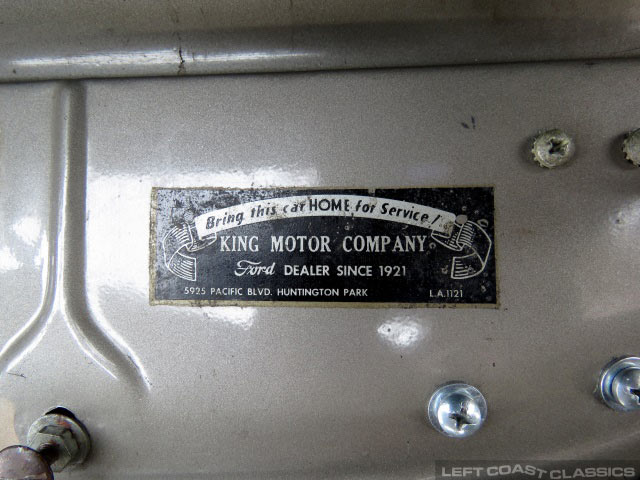 Bring this car HOME for Service!
KING MOTOR COMPANY
Ford DEALER SINCE 1921
5925 PACIFIC BLVD. HUNTINGTON PARK L.A.1121
LEFT COAST CLASSICS